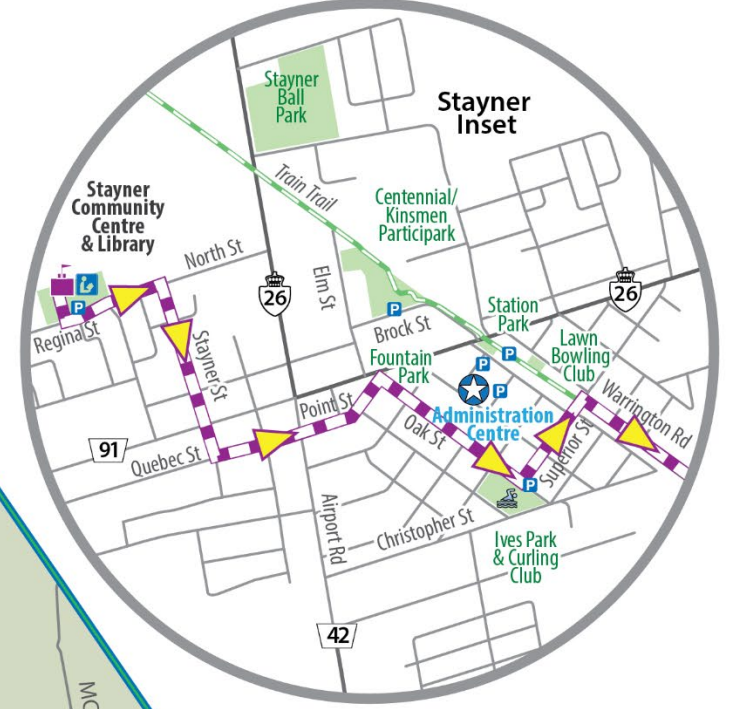 Stayner
Ball
Park
Stayner
Inset
Train Trail
Stayner
Community
Centre
& Library
Centennial/
Kinsmen
Participark
North St
Elm St
26
26
P
Regina St
P
Stayner St
Brock St
Station
Park
Lawn
Bowling
Club
Fountain
Park
P
P
P
Administration
Centre
Warrington Rd
Point St
Oak St
Superior St
91
Quebec St
P
Airport Rd
Christopher St
Ives Park
& Curling
Club
42